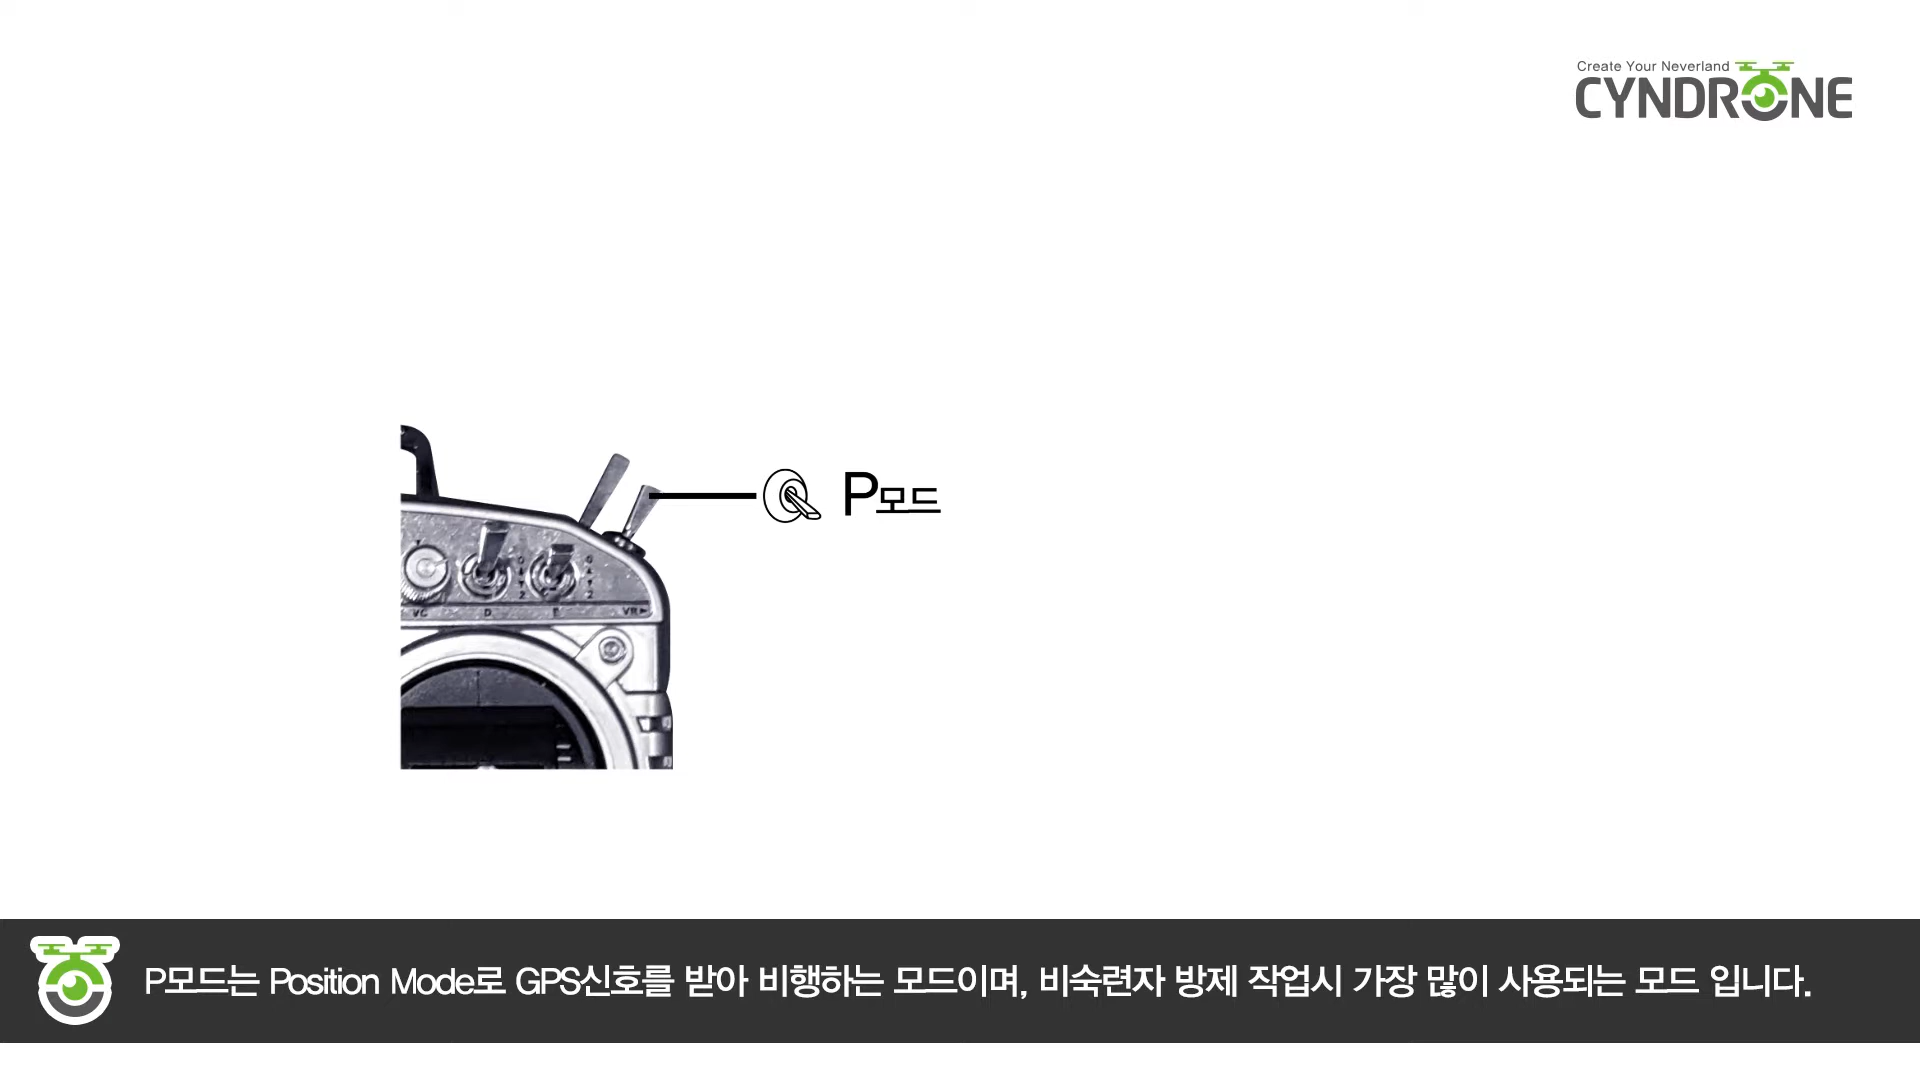 Create Your Neverland
CYNDRONE
P모드
VC D E VR►
P모드는 Position Mode로 GPS신호를 받아 비행하는 모드이며, 비숙련자 방제 작업시 가장 많이 사용되는 모드 입니다.